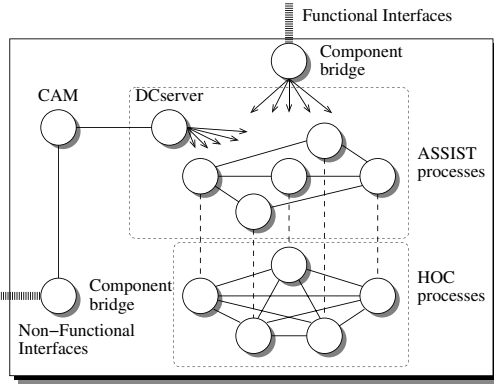 Functional Interfaces
Component
bridge
CAM
DCserver
ASSIST
processes
Component
bridge
HOC
processes
Non−Functional
Interfaces